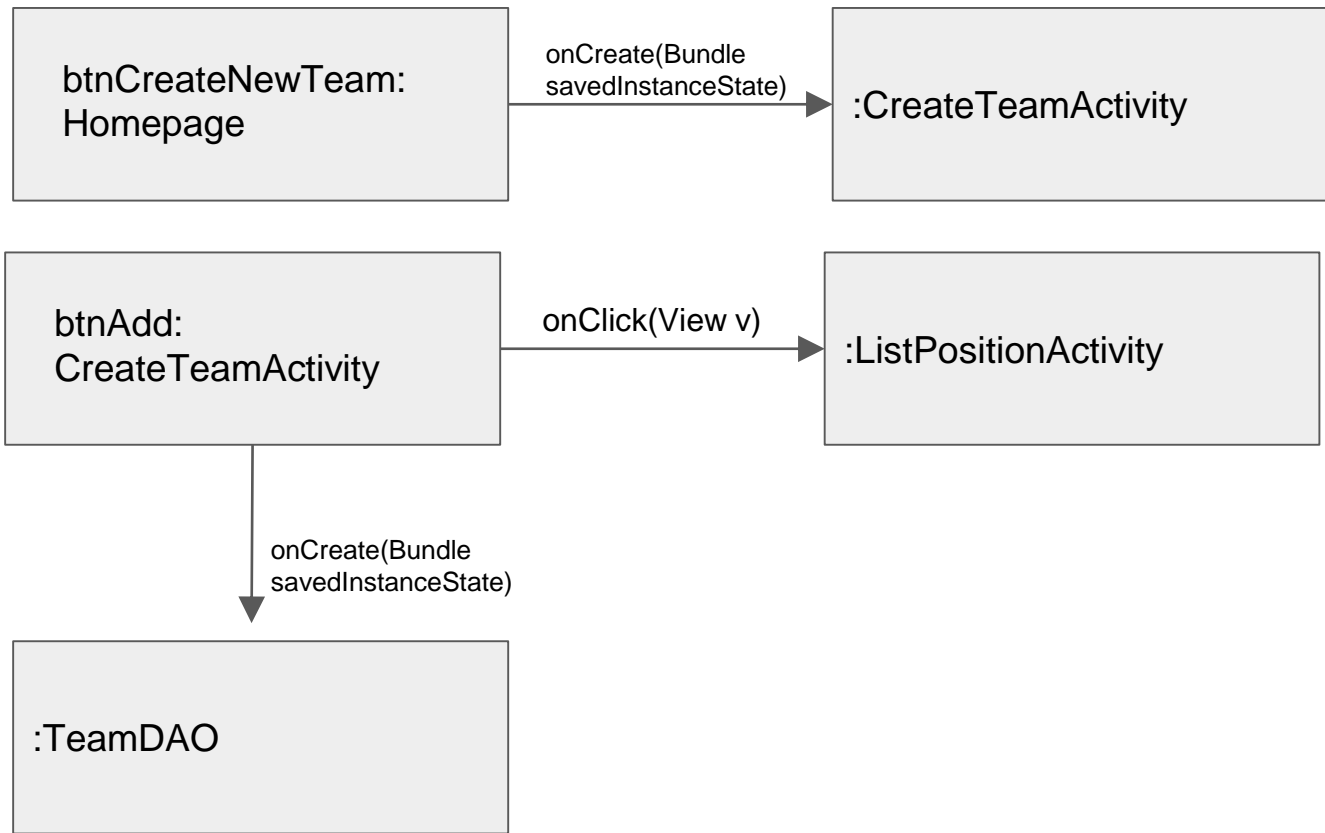 btnCreateNewTeam:
Homepage
onCreate(Bundle
savedInstanceState)
:CreateTeamActivity
btnAdd:
CreateTeamActivity
onClick(View v)
:ListPositionActivity
onCreate(Bundle
savedInstanceState)
:TeamDAO